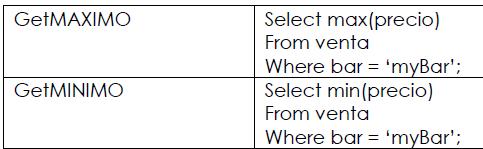 GetMAXIMO
Select max(precio)
From venta
Where bar = ‘myBar’;
GetMINIMO
Select min(precio)
From venta
Where bar = ‘myBar’;